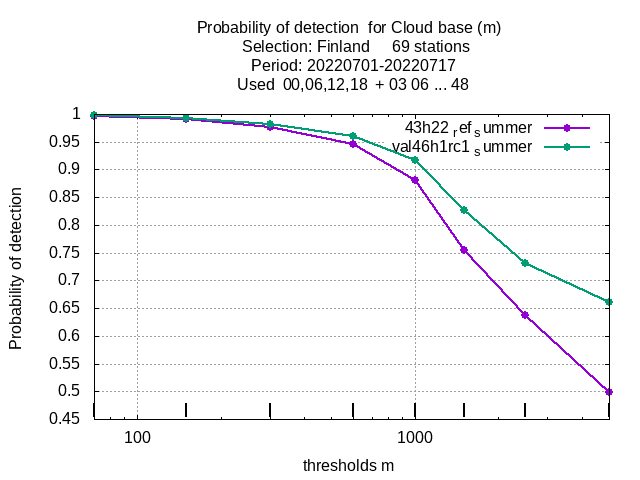 Probability of detection  for Cloud base (m)
Selection: Finland     69 stations
Period: 20220701-20220717
Used  00,06,12,18  + 03 06 ... 48
43h22 ref summer
val46h1rc1 summer
1
0.95
0.9
0.85
0.8
0.75
0.7
0.65
0.6
0.55
0.5
0.45
Probability of detection
100
1000
thresholds m